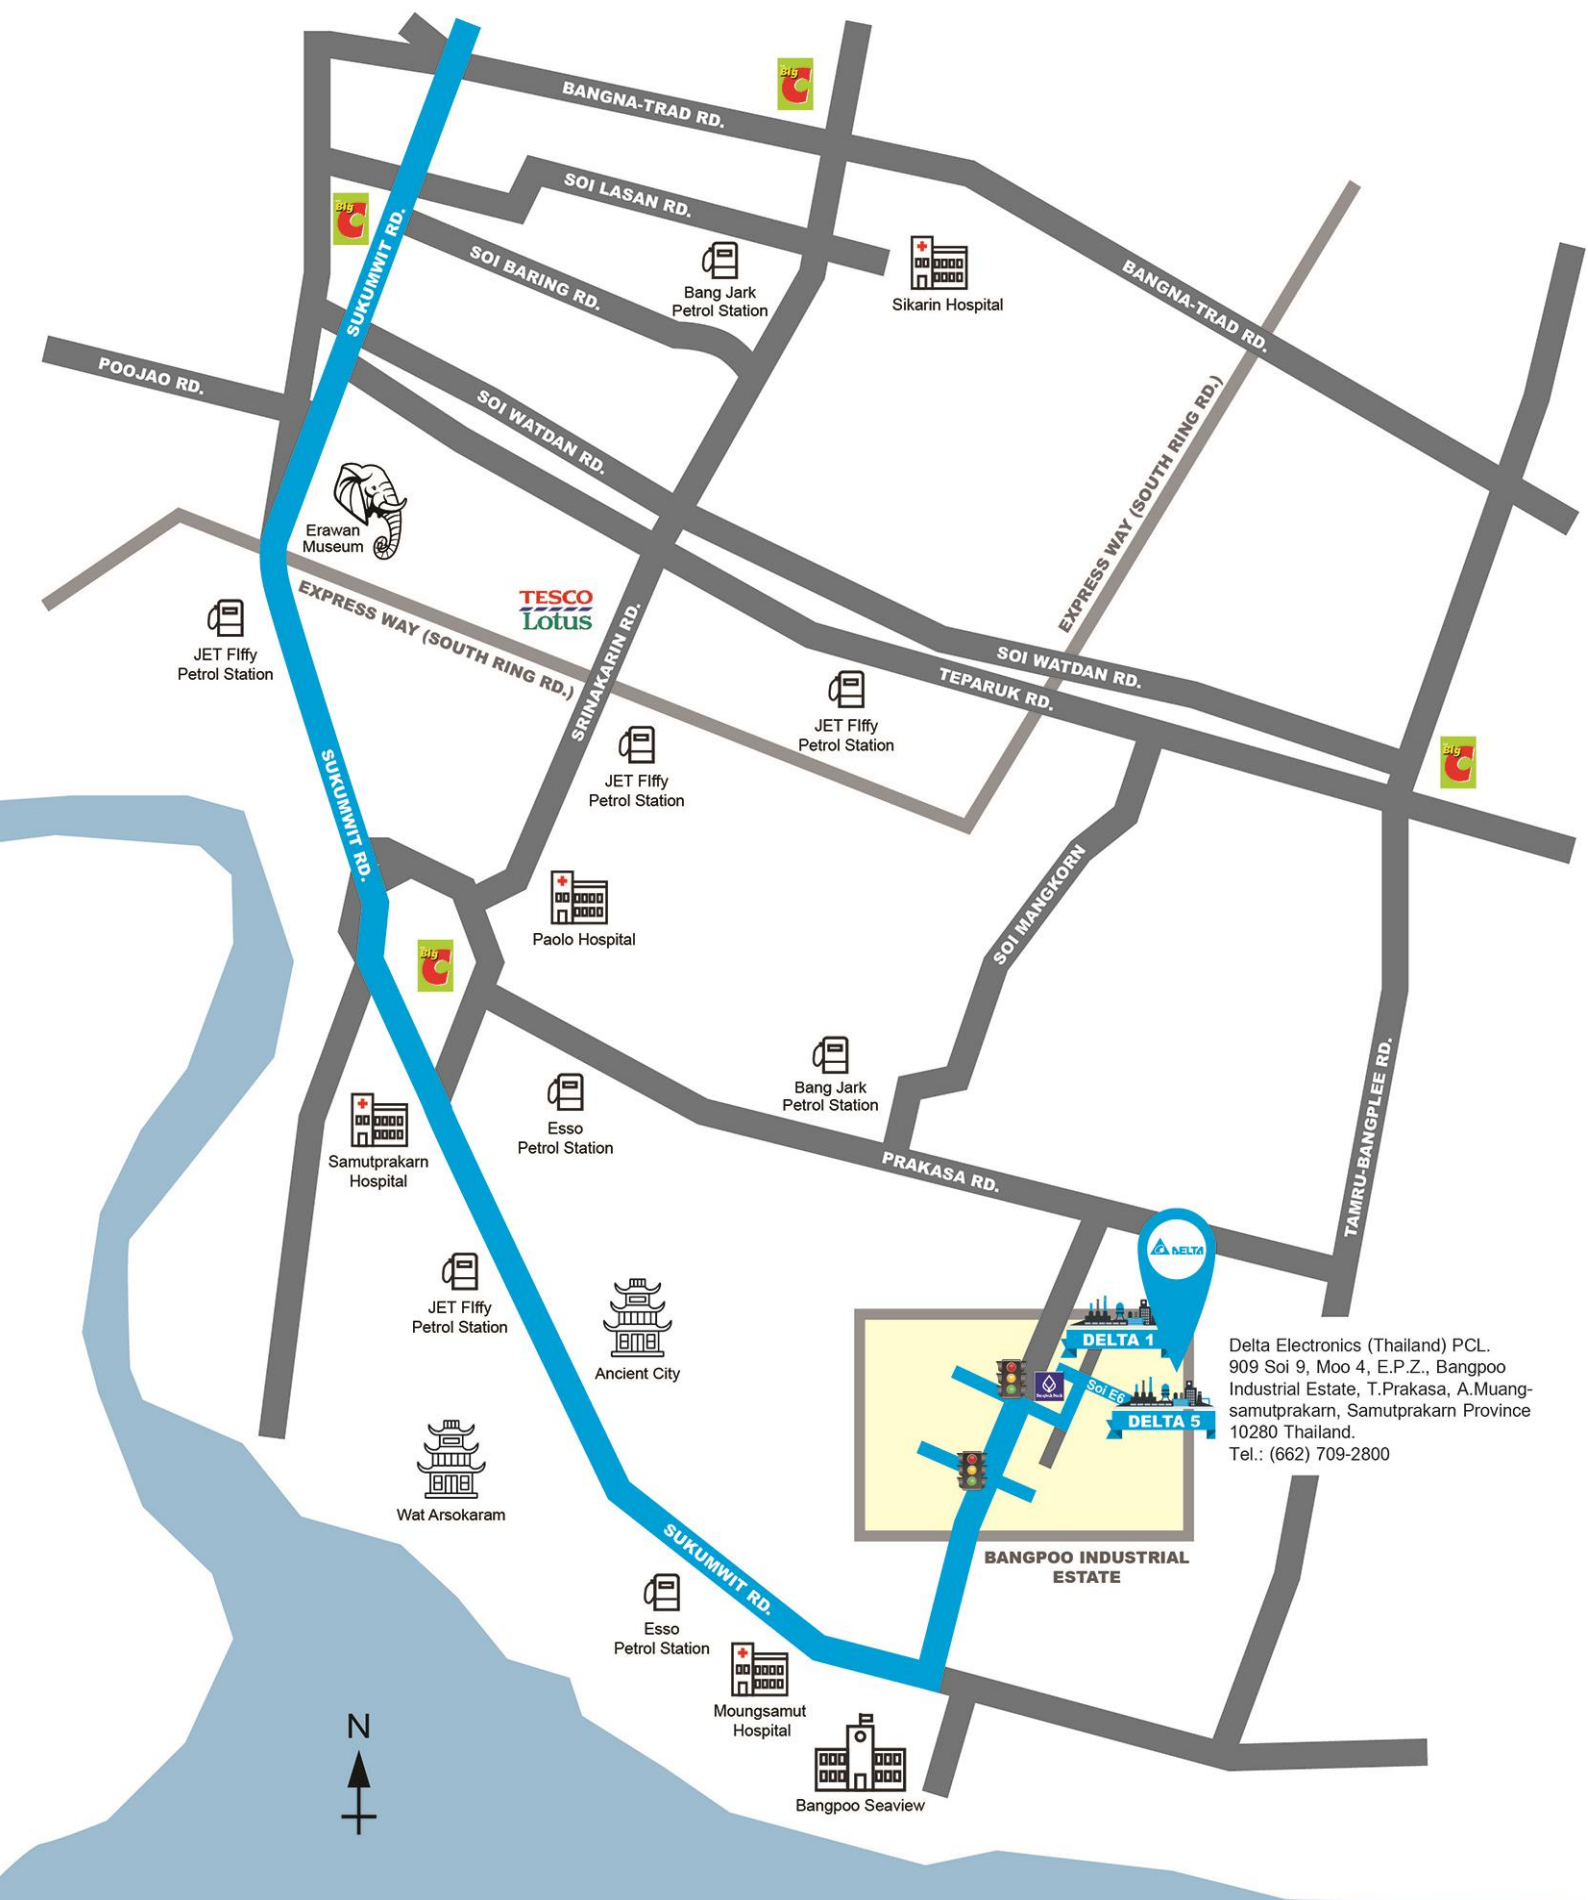 Big
C
BANGNA-TRAD RD.
SOI LASAN RD.
Big
C
SUKUMWIT RD.
SOI BARING RD.
Bang Jark
Petrol Station
Sikarin Hospital
BANGNA-TRAD RD.
POOJAO RD.
SOI WATDAN RD.
EXPRESS WAY (SOUTH RING RD.)
Erawan
Museum
EXPRESS WAY (SOUTH RING RD.)
TESCO
Lotus
SRINAKARIN RD.
JET FIffy
Petrol Station
SOI WATDAN RD.
TEPARUK RD.
JET FIffy
Petrol Station
JET FIffy
Petrol Station
Big
C
SUKUMWIT RD.
SOI MANGKORN
Paolo Hospital
Big
C
Bang Jark
Petrol Station
Esso
Petrol Station
TAMRU-BANGPLEE RD.
Samutprakarn
Hospital
PRAKASA RD.
DELTA
JET FIffy
Petrol Station
Ancient City
DELTA 1
Soi E6
Bangkok Bank
DELTA 5
Delta Electronics (Thailand) PCL.
909 Soi 9, Moo 4, E.P.Z., Bangpoo
Industrial Estate, T.Prakasa, A.Muang-
samutprakarn, Samutprakarn Province
10280 Thailand.
Tel.: (662) 709-2800
Wat Arsokaram
BANGPOO INDUSTRIAL
ESTATE
SUKUMWIT RD.
Esso
Petrol Station
Moungsamut
Hospital
N
Bangpoo Seaview